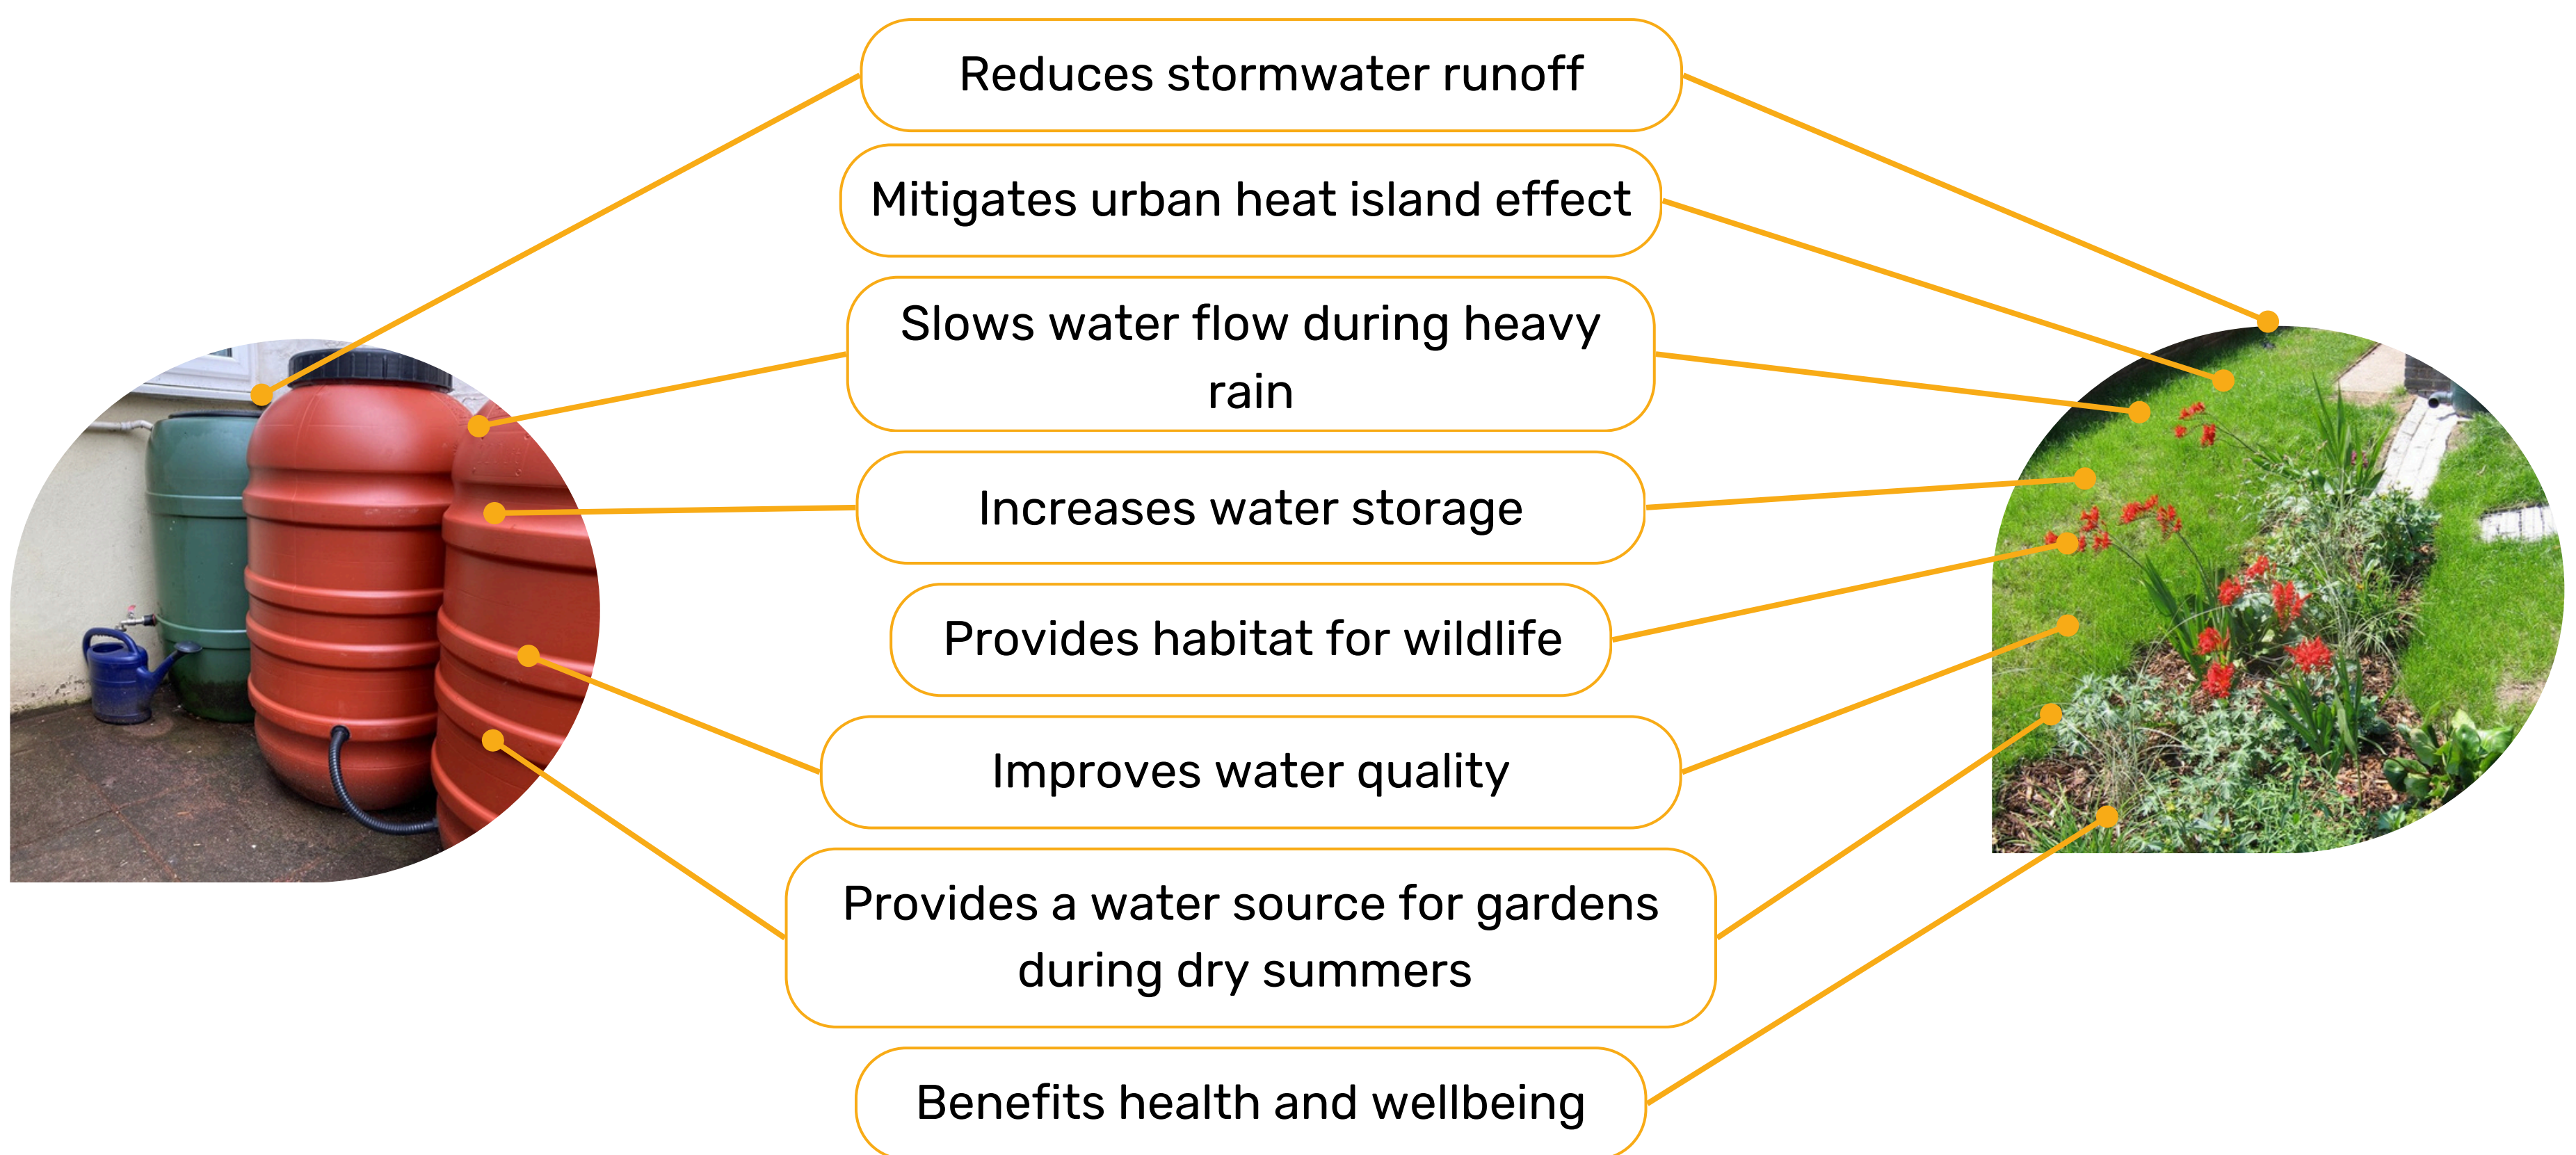 Reduces stormwater runoff
Mitigates urban heat island effect
Slows water flow during heavy
rain
Increases water storage
Provides habitat for wildlife
Improves water quality
Provides a water source for gardens
during dry summers
Benefits health and wellbeing